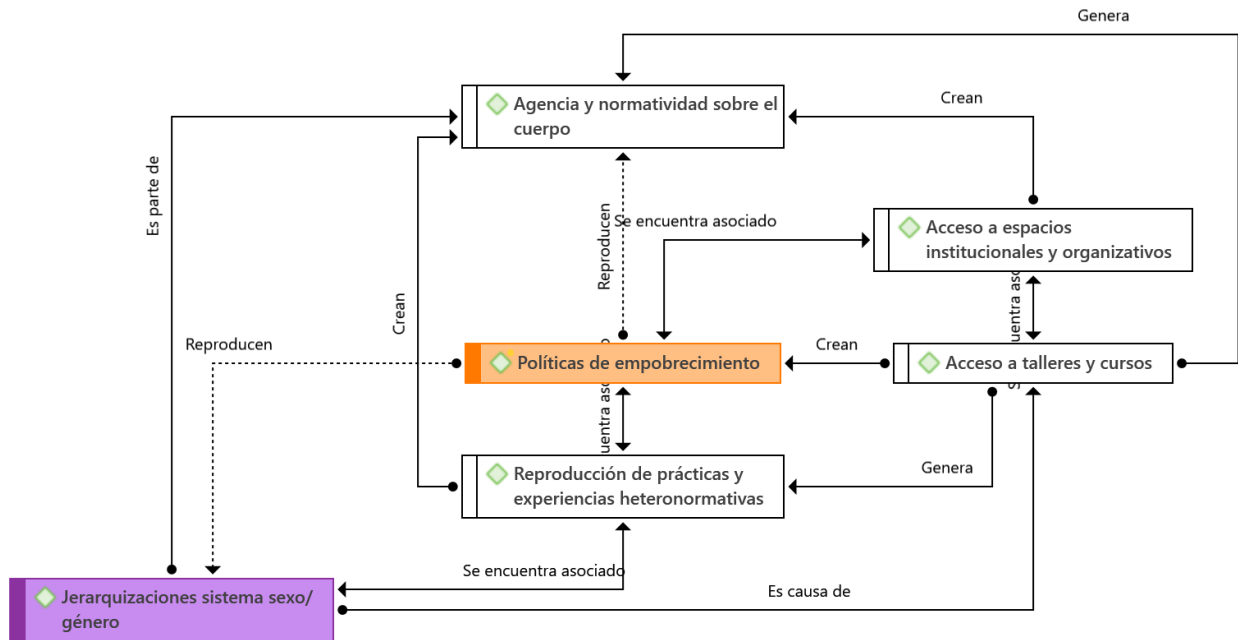 Genera
Agencia y normatividad sobre el
cuerpo
Crean
Es parte de
Acceso a espacios
institucionales y organizativos
Se encuentra asociado
Reproducen
Crean
Reproducen
Políticas de empobrecimiento
Crean
Acceso a talleres y cursos
Reproducción de prácticas y
experiencias heteronormativas
Genera
Se encuentra asociado
Es causa de
Jerarquizaciones sistema sexo/
género